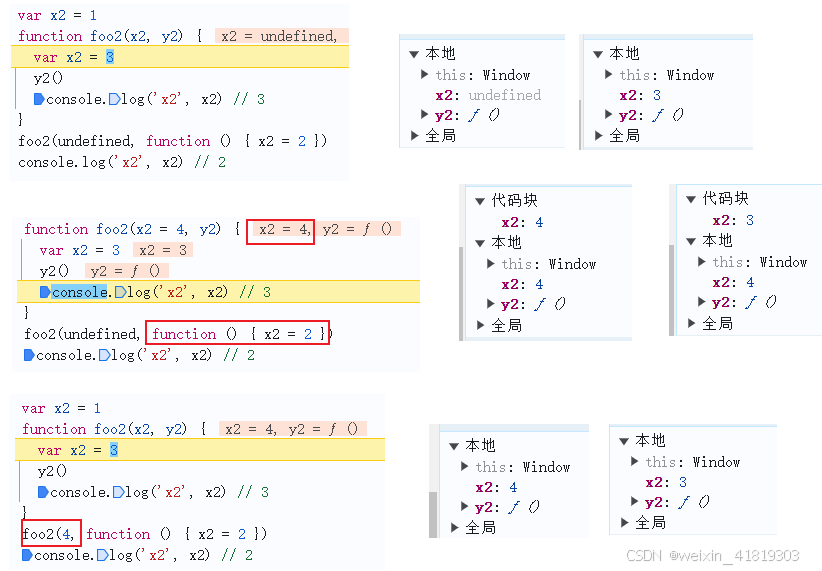 var x2 = 1
function foo2(x2, y2) { x2 = undefined,
var x2 = 3
y2()
console.log('x2', x2) // 3
}
foo2(undefined, function () { x2 = 2 })
console.log('x2', x2) // 2
本地
this: Window
x2: undefined
y2: ƒ ()
全局
本地
this: Window
x2: 3
y2: ƒ ()
全局
function foo2(x2 = 4, y2) { x2 = 4, y2 = ƒ ()
var x2 = 3 x2 = 3
y2() y2 = ƒ ()
console.log('x2', x2) // 3
}
foo2(undefined, function () { x2 = 2 })
console.log('x2', x2) // 2
代码块
x2: 4
本地
this: Window
x2: 4
y2: ƒ ()
全局
代码块
x2: 3
本地
this: Window
x2: 4
y2: ƒ ()
全局
var x2 = 1
function foo2(x2, y2) { x2 = 4, y2 = ƒ ()
var x2 = 3
y2()
console.log('x2', x2) // 3
}
foo2(4, function () { x2 = 2 })
console.log('x2', x2) // 2
本地
this: Window
x2: 4
y2: ƒ ()
全局
本地
this: Window
x2: 3
y2: ƒ ()
全局
CSDN @weixin_41819303